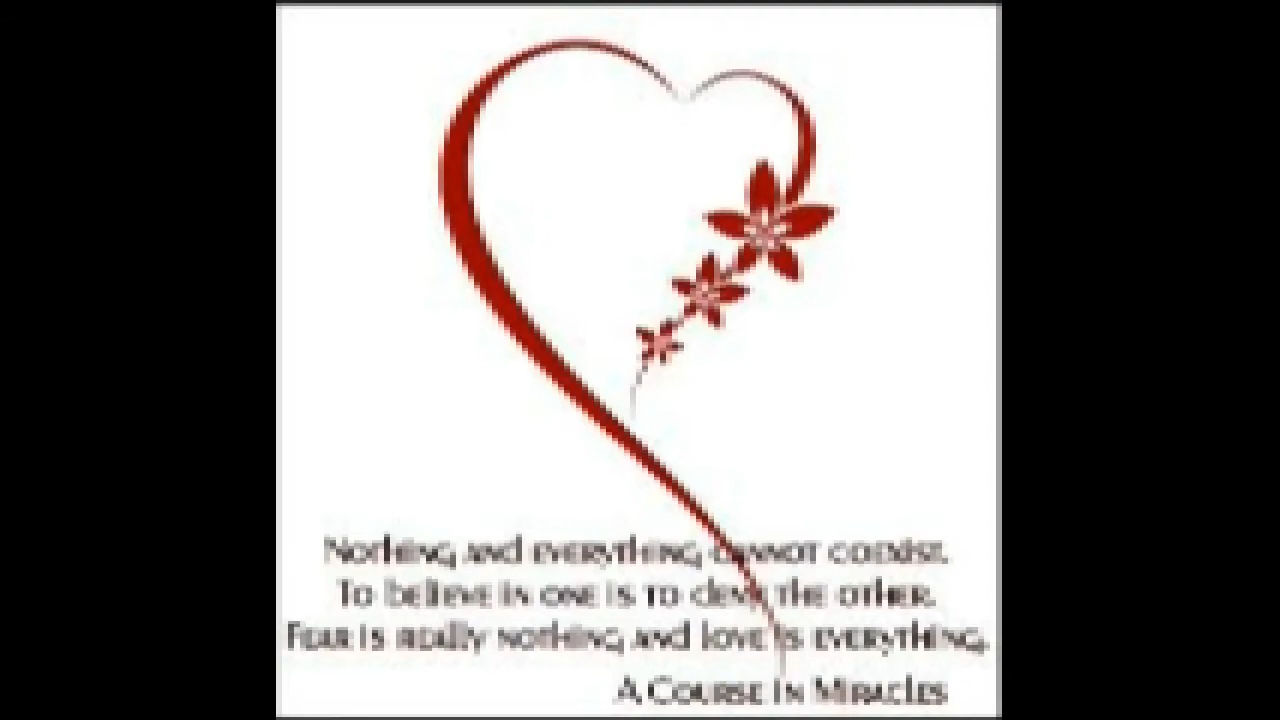 Nothing and everything cannot coexist.
To believe in one is to deny the other.
Fear is really nothing and love is everything.
A Course in Miracles